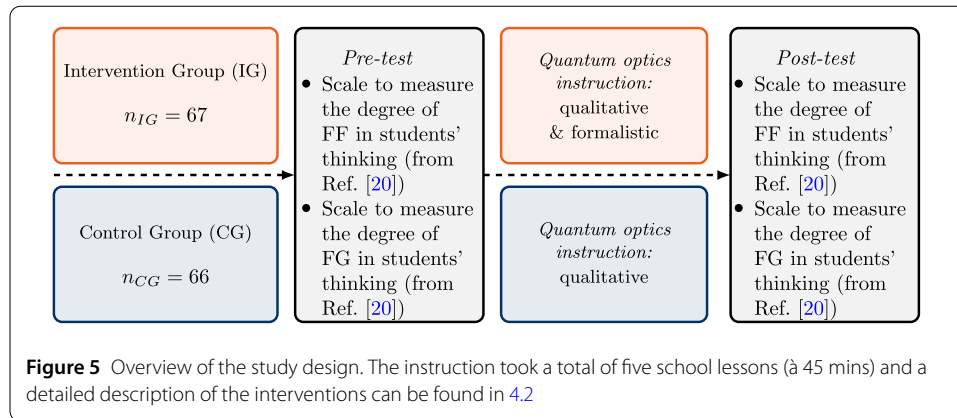 Intervention Group (IG)
n_{IG} = 67
Control Group (CG)
n_{CG} = 66
Pre-test
• Scale to measure
the degree of
FF in students’
thinking (from
Ref. [20])
• Scale to measure
the degree of
FG in students’
thinking (from
Ref. [20])
Quantum optics
instruction:
qualitative
& formalistic
Quantum optics
instruction:
qualitative
Post-test
• Scale to measure
the degree of
FF in students’
thinking (from
Ref. [20])
• Scale to measure
the degree of
FG in students’
thinking (from
Ref. [20])
Figure 5 Overview of the study design. The instruction took a total of five school lessons (à 45 mins) and a
detailed description of the interventions can be found in 4.2